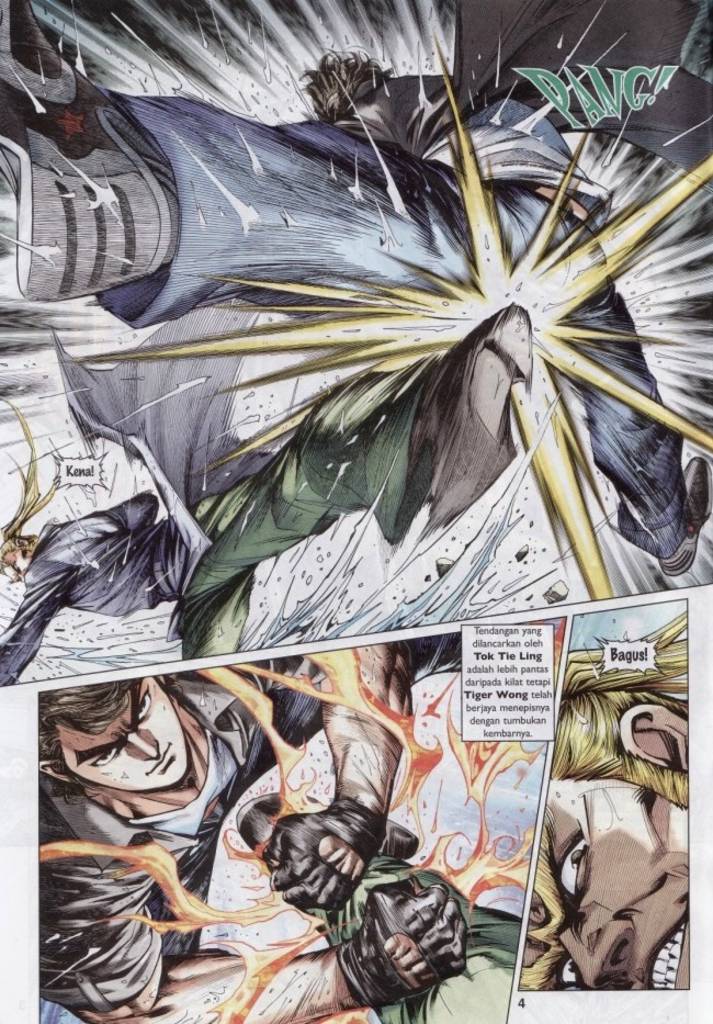 PANG!
Kena!
Tendangan yang
dilancarkan oleh
Tok Tie Ling
adalah lebih pantas
daripada kilat tetapi
Tiger Wong telah
berjaya menepisnya
dengan tumbukan
kembarnya.
Bagus!
4